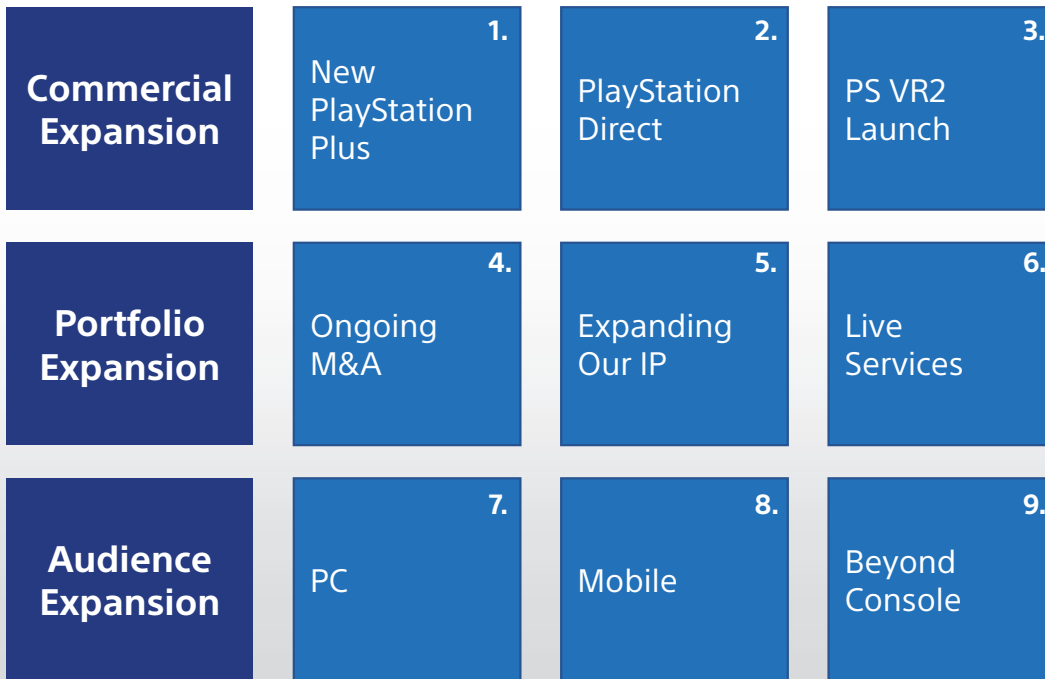 Commercial
Expansion
1.
New
PlayStation
Plus
2.
PlayStation
Direct
3.
PS VR2
Launch
Portfolio
Expansion
4.
Ongoing
M&A
5.
Expanding
Our IP
6.
Live
Services
Audience
Expansion
7.
PC
8.
Mobile
9.
Beyond
Console